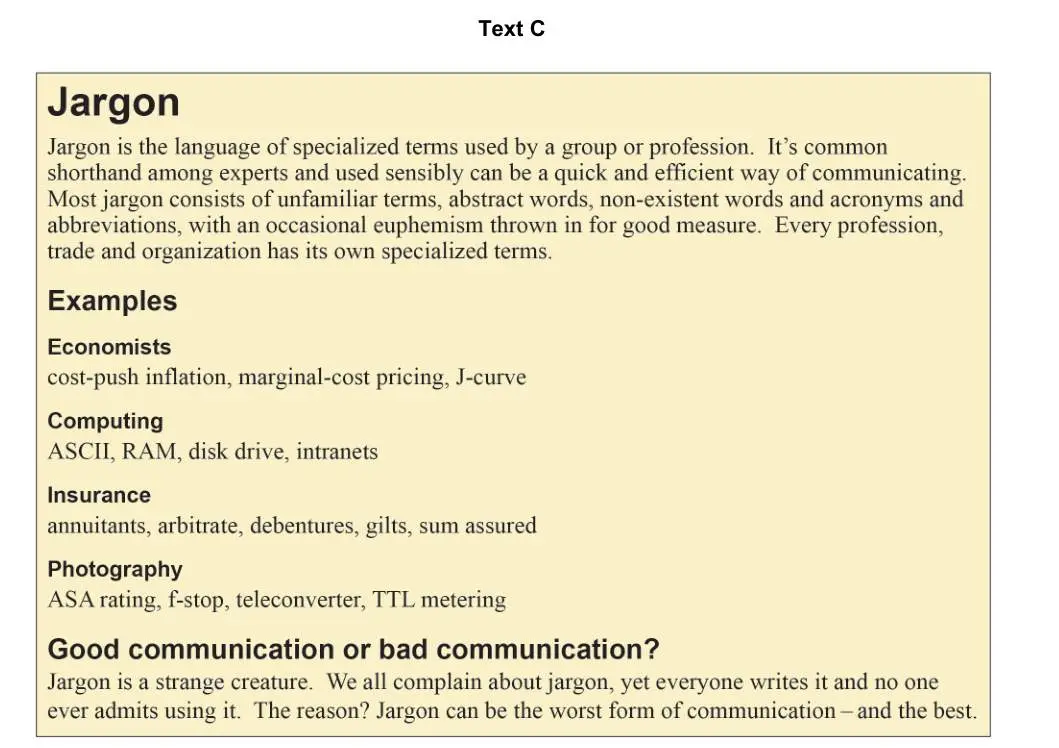 Text C
Jargon
Jargon is the language of specialized terms used by a group or profession.  It’s common
shorthand among experts and used sensibly can be a quick and efficient way of communicating.
Most jargon consists of unfamiliar terms, abstract words, non-existent words and acronyms and
abbreviations, with an occasional euphemism thrown in for good measure.  Every profession,
trade and organization has its own specialized terms.
Examples
Economists
cost-push inflation, marginal-cost pricing, J-curve
Computing
ASCII, RAM, disk drive, intranets
Insurance
annuitants, arbitrate, debentures, gilts, sum assured
Photography
ASA rating, f-stop, teleconverter, TTL metering
Good communication or bad communication?
Jargon is a strange creature.  We all complain about jargon, yet everyone writes it and no one
ever admits using it.  The reason? Jargon can be the worst form of communication – and the best.